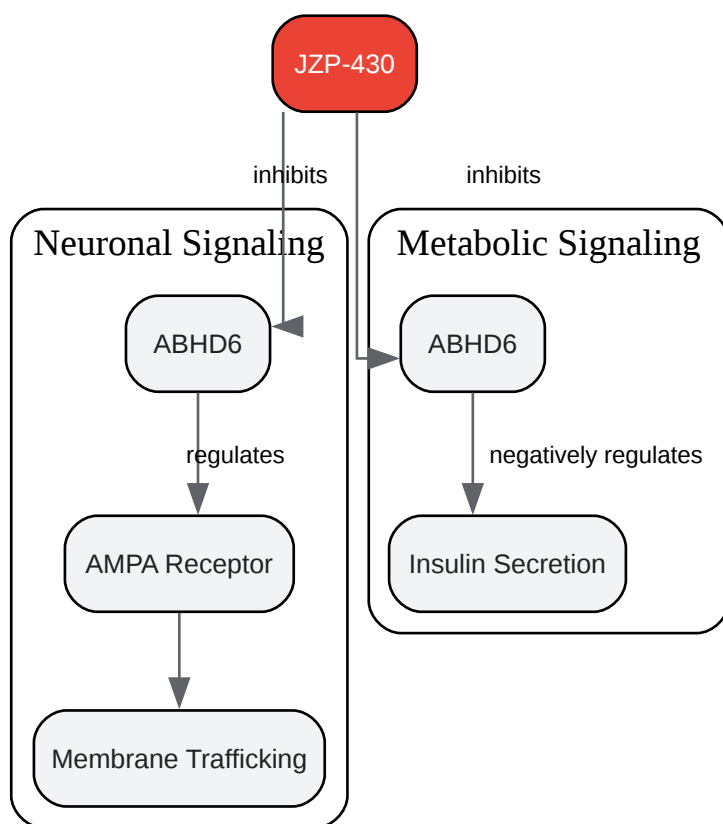 JZP-430
inhibits
inhibits
Neuronal Signaling
Metabolic Signaling
ABHD6
ABHD6
regulates
negatively regulates
AMPA Receptor
Insulin Secretion
Membrane Trafficking